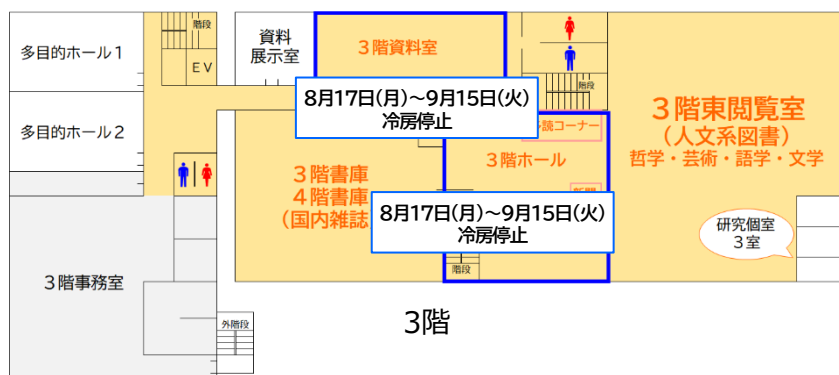 多目的ホール1
階段
EV
資料
展示室
3階資料室
階段
8月17日(月)～9月15日(火)
冷房停止
多目的ホール2
読コーナー
3階ホール
3階東閲覧室
(人文系図書)
哲学・芸術・語学・文学
3階書庫
4階書庫
(国内雑誌
8月17日(月)～9月15日(火)
冷房停止
研究個室
3室
階段
3階事務室
3階
外階段